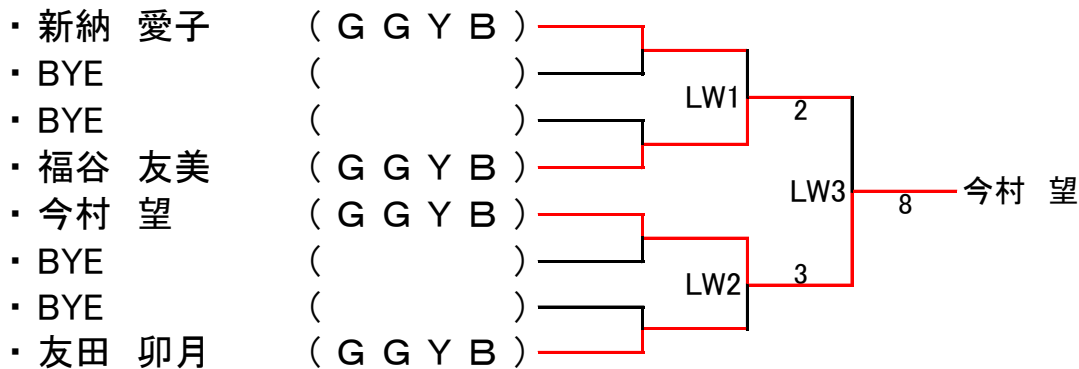 ・新納　愛子　（ＧＧＹＢ）
・BYE　（　　　　）
LW1
2
・BYE　（　　　　）
・福谷　友美　（ＧＧＹＢ）
LW3
8
今村　望
・今村　望　（ＧＧＹＢ）
・BYE　（　　　　）
LW2
3
・BYE　（　　　　）
・友田　卯月　（ＧＧＹＢ）